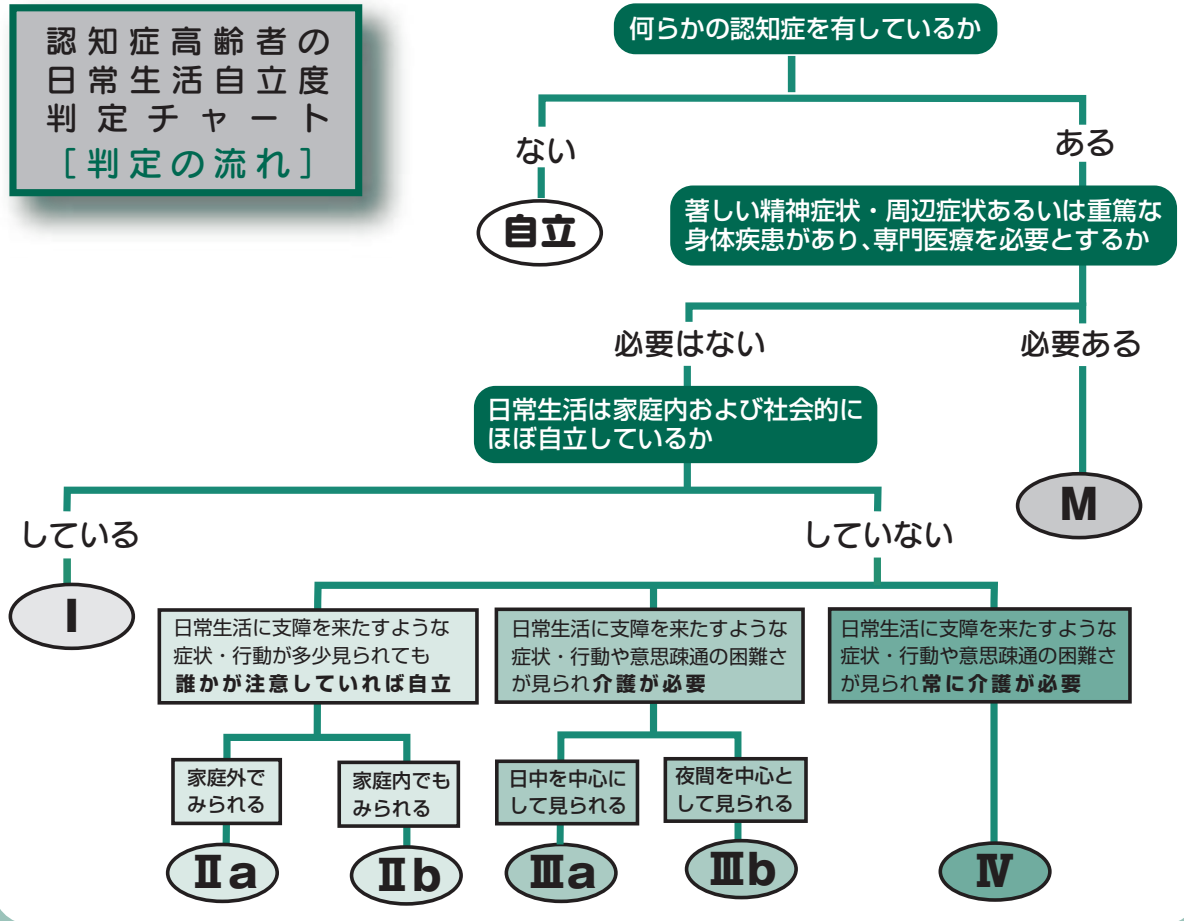 認知症高齢者の
日常生活自立度
判定チャート
［判定の流れ］
何らかの認知症を有しているか
ない
ある
自立
著しい精神症状・周辺症状あるいは重篤な
身体疾患があり、専門医療を必要とするか
必要はない
必要ある
日常生活は家庭内および社会的に
ほぼ自立しているか
M
している
していない
Ⅰ
日常生活に支障を来たすような
症状・行動が多少見られても
誰かが注意していれば自立
日常生活に支障を来たすような
症状・行動や意思疎通の困難さ
が見られ介護が必要
日常生活に支障を来たすような
症状・行動や意思疎通の困難さ
が見られ常に介護が必要
家庭外で
みられる
家庭内でも
みられる
日中を中心に
して見られる
夜間を中心と
して見られる
Ⅱa
Ⅱb
Ⅲa
Ⅲb
Ⅳ